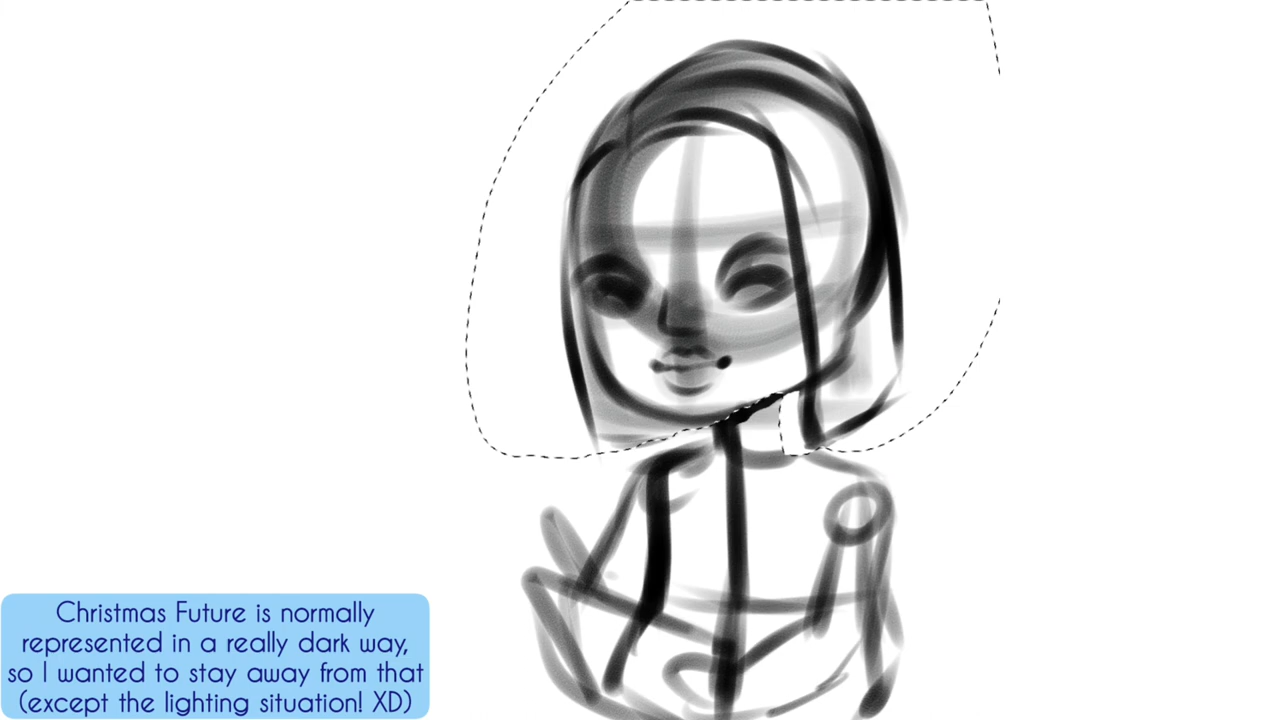 Christmas Future is normally
represented in a really dark way,
so I wanted to stay away from that
(except the lighting situation! XD)